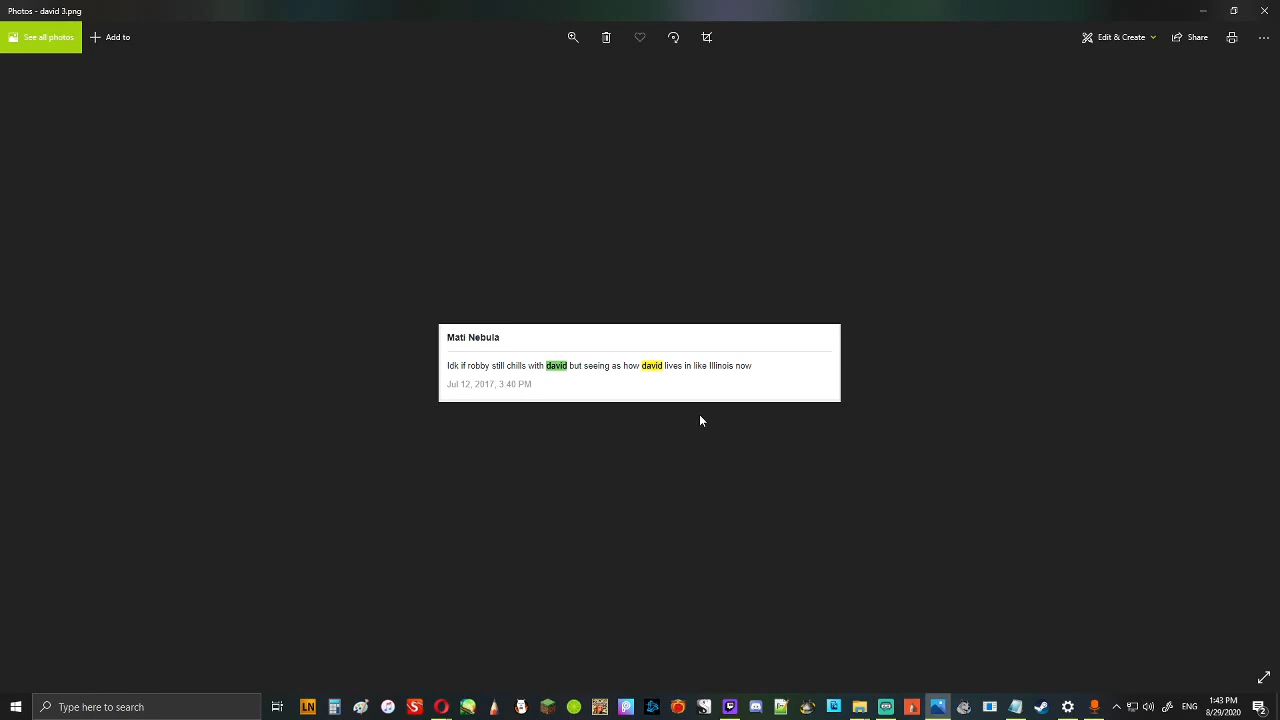 Photos - david 3.png
See all photos
Add to
Edit & Create
Share
Mati Nebula
Idk if robby still chills with david but seeing as how david lives in like Illinois now
Jul 12, 2017, 3:40 PM
LN
Type here to search
ENG
1:43 PM
8/29/2020